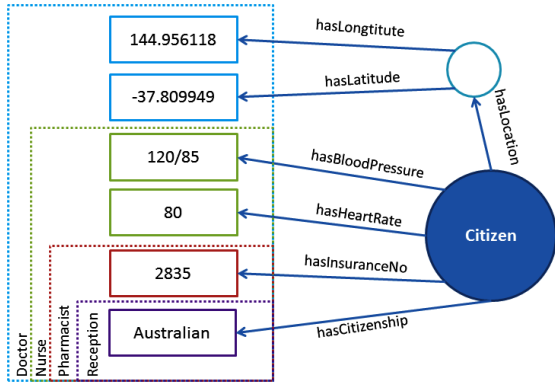 144.956118
hasLongtitute
-37.809949
hasLatitude
hasLocation
120/85
hasBloodPressure
80
hasHeartRate
Citizen
2835
hasInsuranceNo
Australian
hasCitizenship
Doctor
Nurse
Pharmacist
Reception